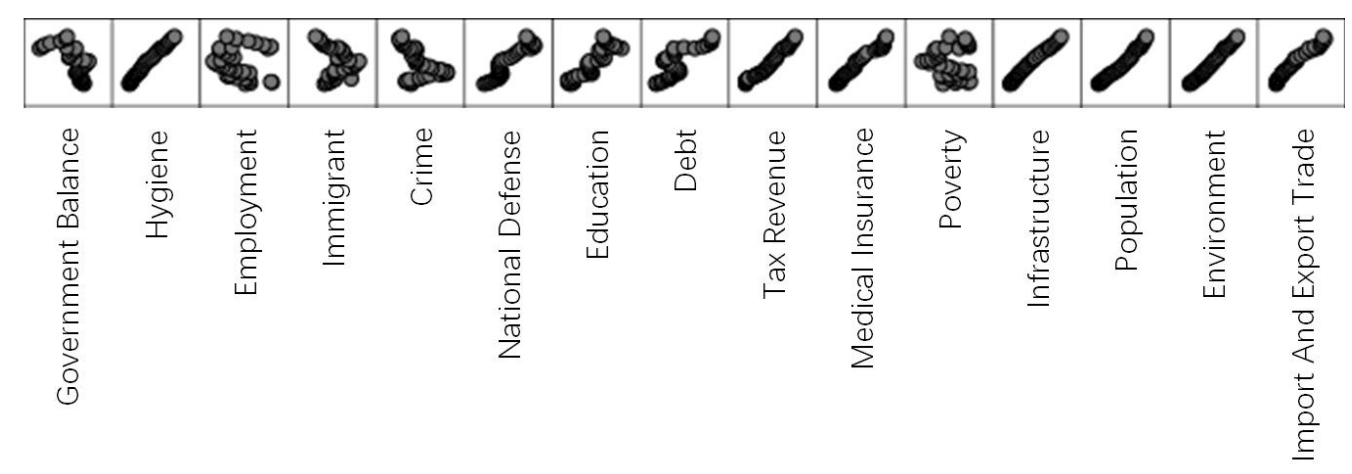 Government Balance
Hygiene
Employment
Immigrant
Crime
National Defense
Education
Debt
Tax Revenue
Medical Insurance
Poverty
Infrastructure
Population
Environment
Import And Export Trade